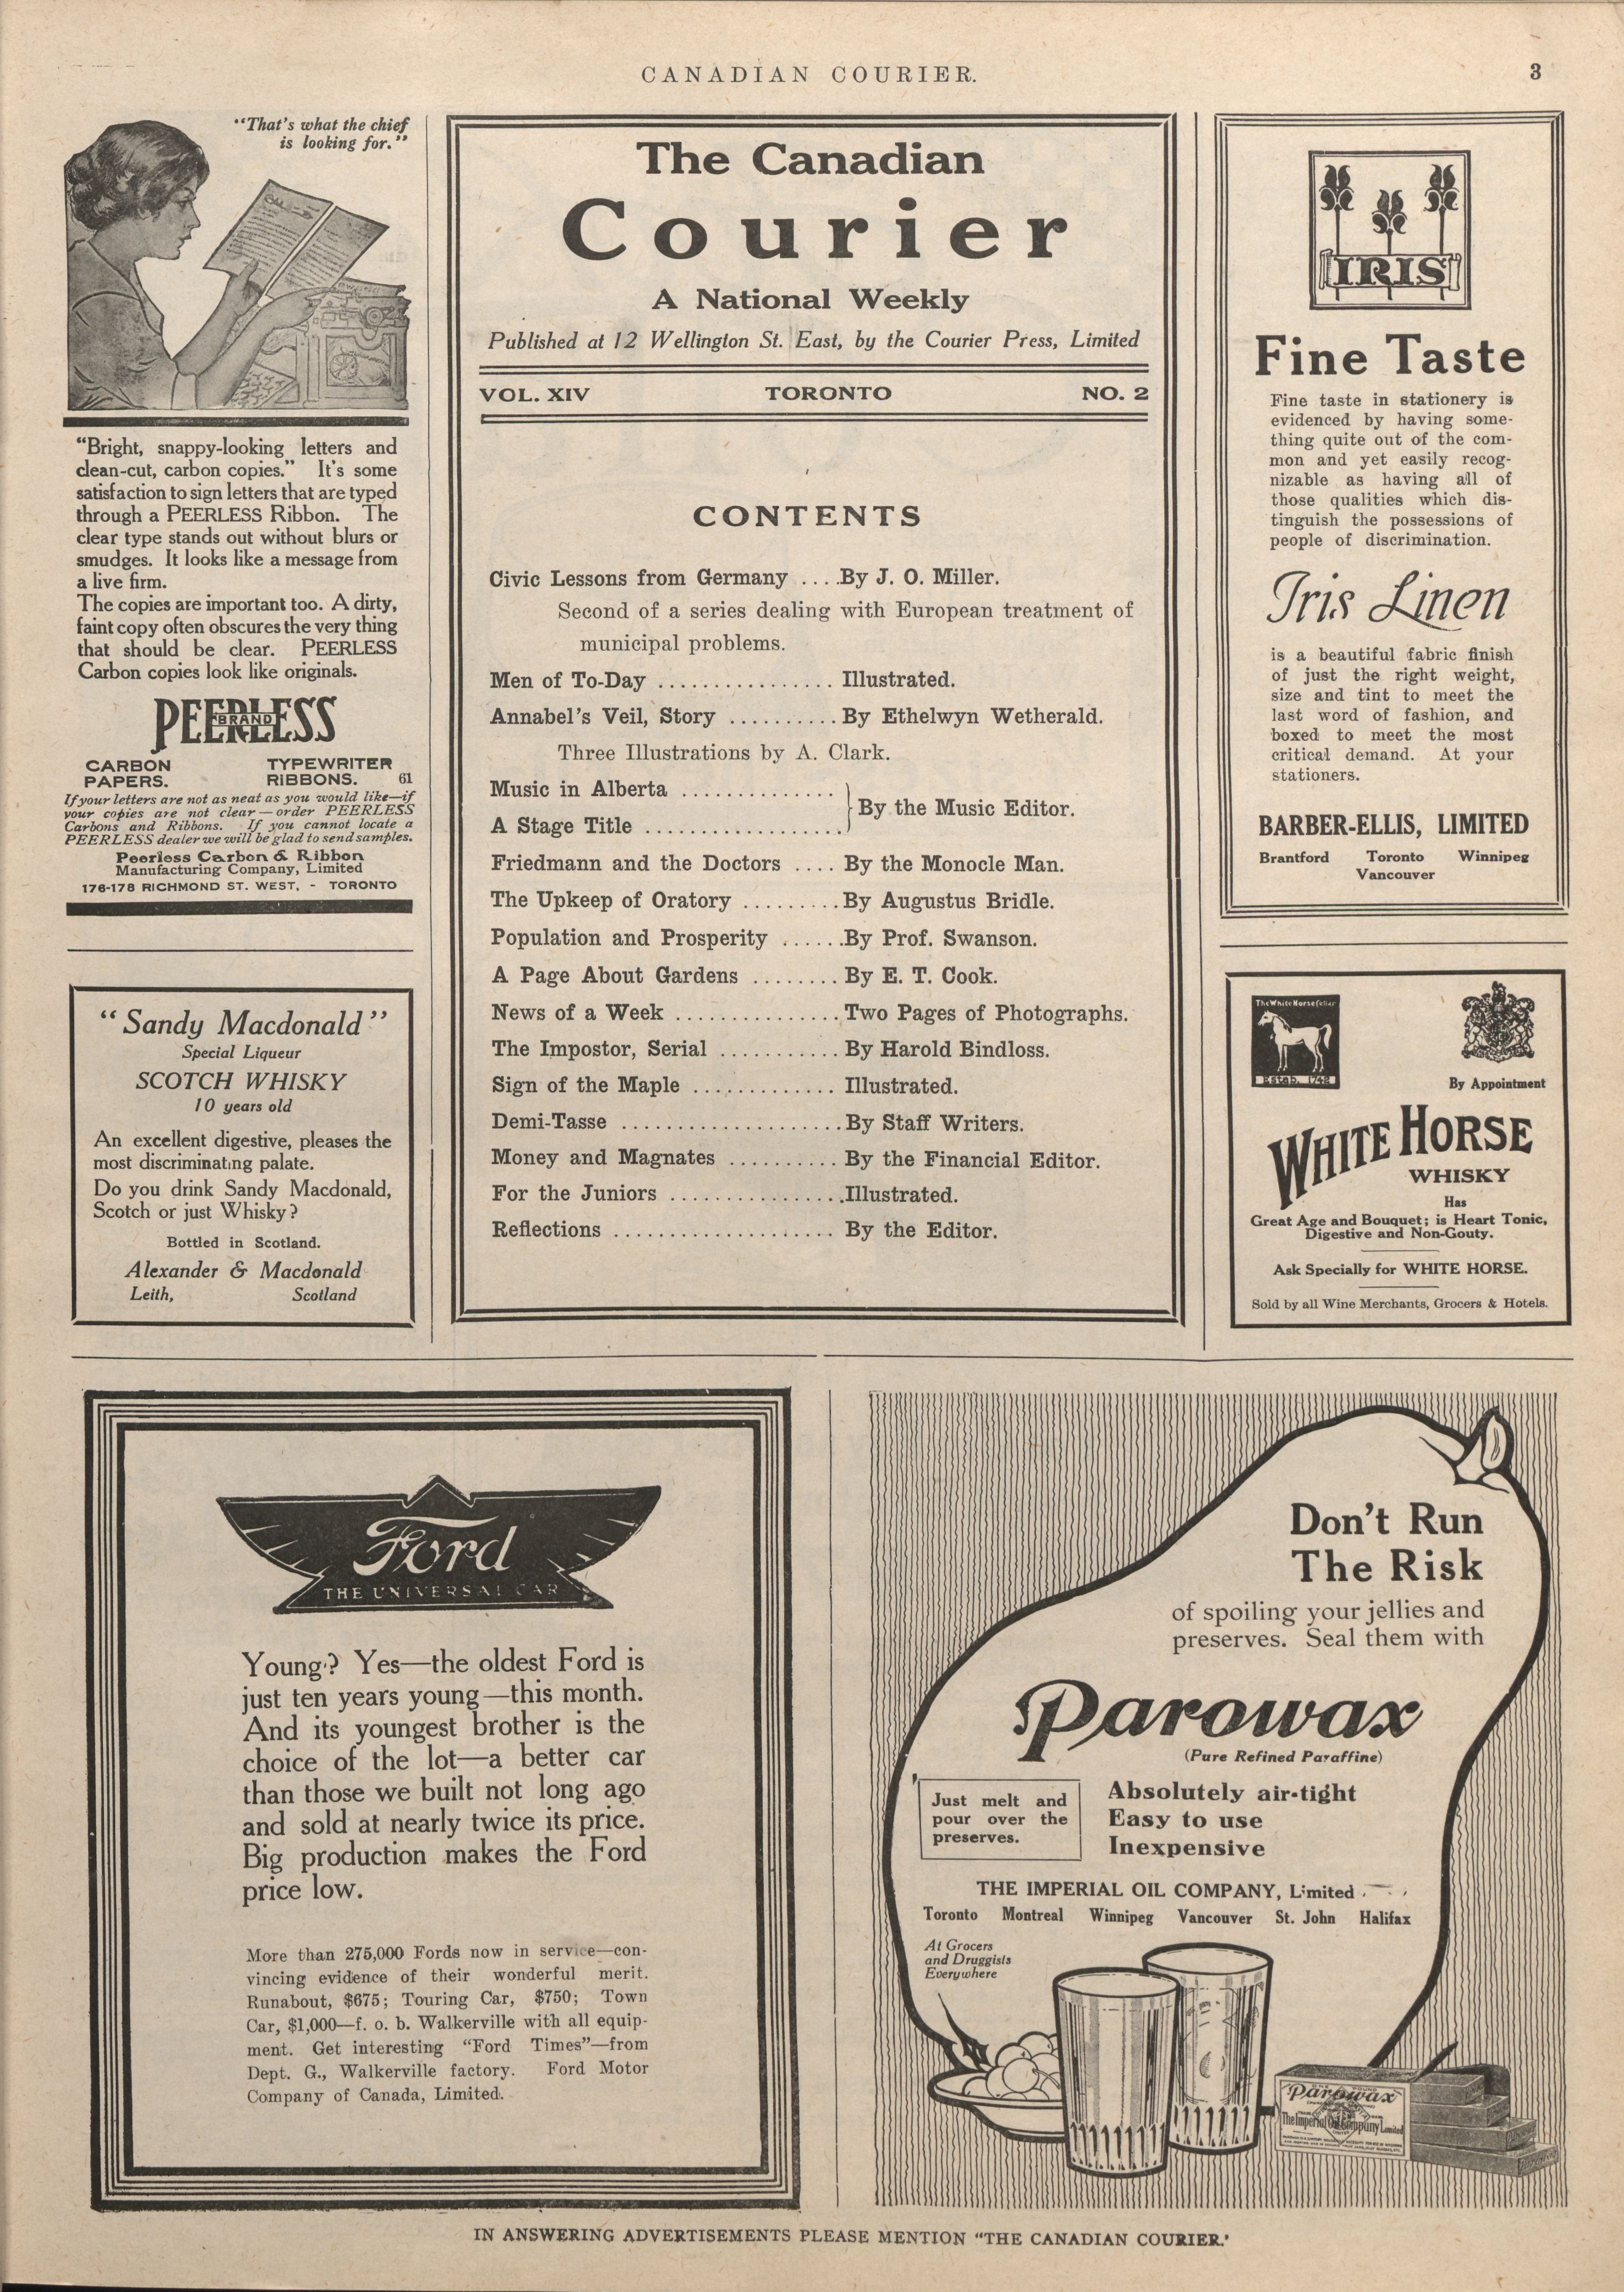 CANADIAN COURIER.
3
"That's what the chief
is looking for."
"Bright, snappy-looking letters and
clean-cut, carbon copies." It's some
satisfaction to sign letters that are typed
through a PEERLESS Ribbon. The
clear type stands out without blurs or
smudges. It looks like a message from
a live firm.
The copies are important too. A dirty,
faint copy often obscures the very thing
that should be clear. PEERLESS
Carbon copies look like originals.
PEERLESS
BRAND
CARBON TYPEWRITER
PAPERS. RIBBONS. 61
If your letters are not as neat as you would like—if
your copies are not clear—order PEERLESS
Carbons and Ribbons. If you cannot locate a
PEERLESS dealer we will be glad to send samples.
Peerless Carbon & Ribbon
Manufacturing Company, Limited
176-178 RICHMOND ST. WEST, - TORONTO
"Sandy Macdonald"
Special Liqueur
SCOTCH WHISKY
10 years old
An excellent digestive, pleases the
most discriminating palate.
Do you drink Sandy Macdonald,
Scotch or just Whisky?
Bottled in Scotland.
Alexander & Macdonald
Leith, Scotland
The Canadian
Courier
A National Weekly
Published at 12 Wellington St. East, by the Courier Press, Limited
VOL. XIV TORONTO NO. 2
CONTENTS
Civic Lessons from Germany ....By J. O. Miller.
Second of a series dealing with European treatment of
municipal problems.
Men of To-Day ................ Illustrated.
Annabel's Veil, Story .......... By Ethelwyn Wetherald.
Three Illustrations by A. Clark.
Music in Alberta ..............
By the Music Editor.
A Stage Title ..................
Friedmann and the Doctors .... By the Monocle Man.
The Upkeep of Oratory .........By Augustus Bridle.
Population and Prosperity ......By Prof. Swanson.
A Page About Gardens ........ By E. T. Cook.
News of a Week ...............Two Pages of Photographs.
The Impostor, Serial ........... By Harold Bindloss.
Sign of the Maple ............. Illustrated.
Demi-Tasse ....................By Staff Writers.
Money and Magnates .......... By the Financial Editor.
For the Juniors ................Illustrated.
Reflections .................... By the Editor.
IRIS
Fine Taste
Fine taste in stationery is
evidenced by having some-
thing quite out of the com-
mon and yet easily recog-
nizable as having all of
those qualities which dis-
tinguish the possessions of
people of discrimination.
Iris Linen
is a beautiful fabric finish
of just the right weight,
size and tint to meet the
last word of fashion, and
boxed to meet the most
critical demand. At your
stationers.
BARBER-ELLIS, LIMITED
Brantford Toronto Winnipeg
Vancouver
The White Horse Cellar
Estab. 1742
By Appointment
WHITE HORSE
WHISKY
Has
Great Age and Bouquet; is Heart Tonic,
Digestive and Non-Gouty.
Ask Specially for WHITE HORSE.
Sold by all Wine Merchants, Grocers & Hotels.
Ford
THE UNIVERSAL CAR
Young? Yes—the oldest Ford is
just ten years young—this month.
And its youngest brother is the
choice of the lot—a better car
than those we built not long ago
and sold at nearly twice its price.
Big production makes the Ford
price low.
More than 275,000 Fords now in service—con-
vincing evidence of their wonderful merit.
Runabout, $675; Touring Car, $750; Town
Car, $1,000—f. o. b. Walkerville with all equip-
ment. Get interesting "Ford Times"—from
Dept. G., Walkerville factory. Ford Motor
Company of Canada, Limited.
Don't Run
The Risk
of spoiling your jellies and
preserves. Seal them with
Parowax
(Pure Refined Paraffine)
Just melt and
pour over the
preserves.
Absolutely air-tight
Easy to use
Inexpensive
THE IMPERIAL OIL COMPANY, Limited
Toronto Montreal Winnipeg Vancouver St. John Halifax
At Grocers
and Druggists
Everywhere
Parowax
The Imperial Oil Company Limited
IN ANSWERING ADVERTISEMENTS PLEASE MENTION "THE CANADIAN COURIER.'